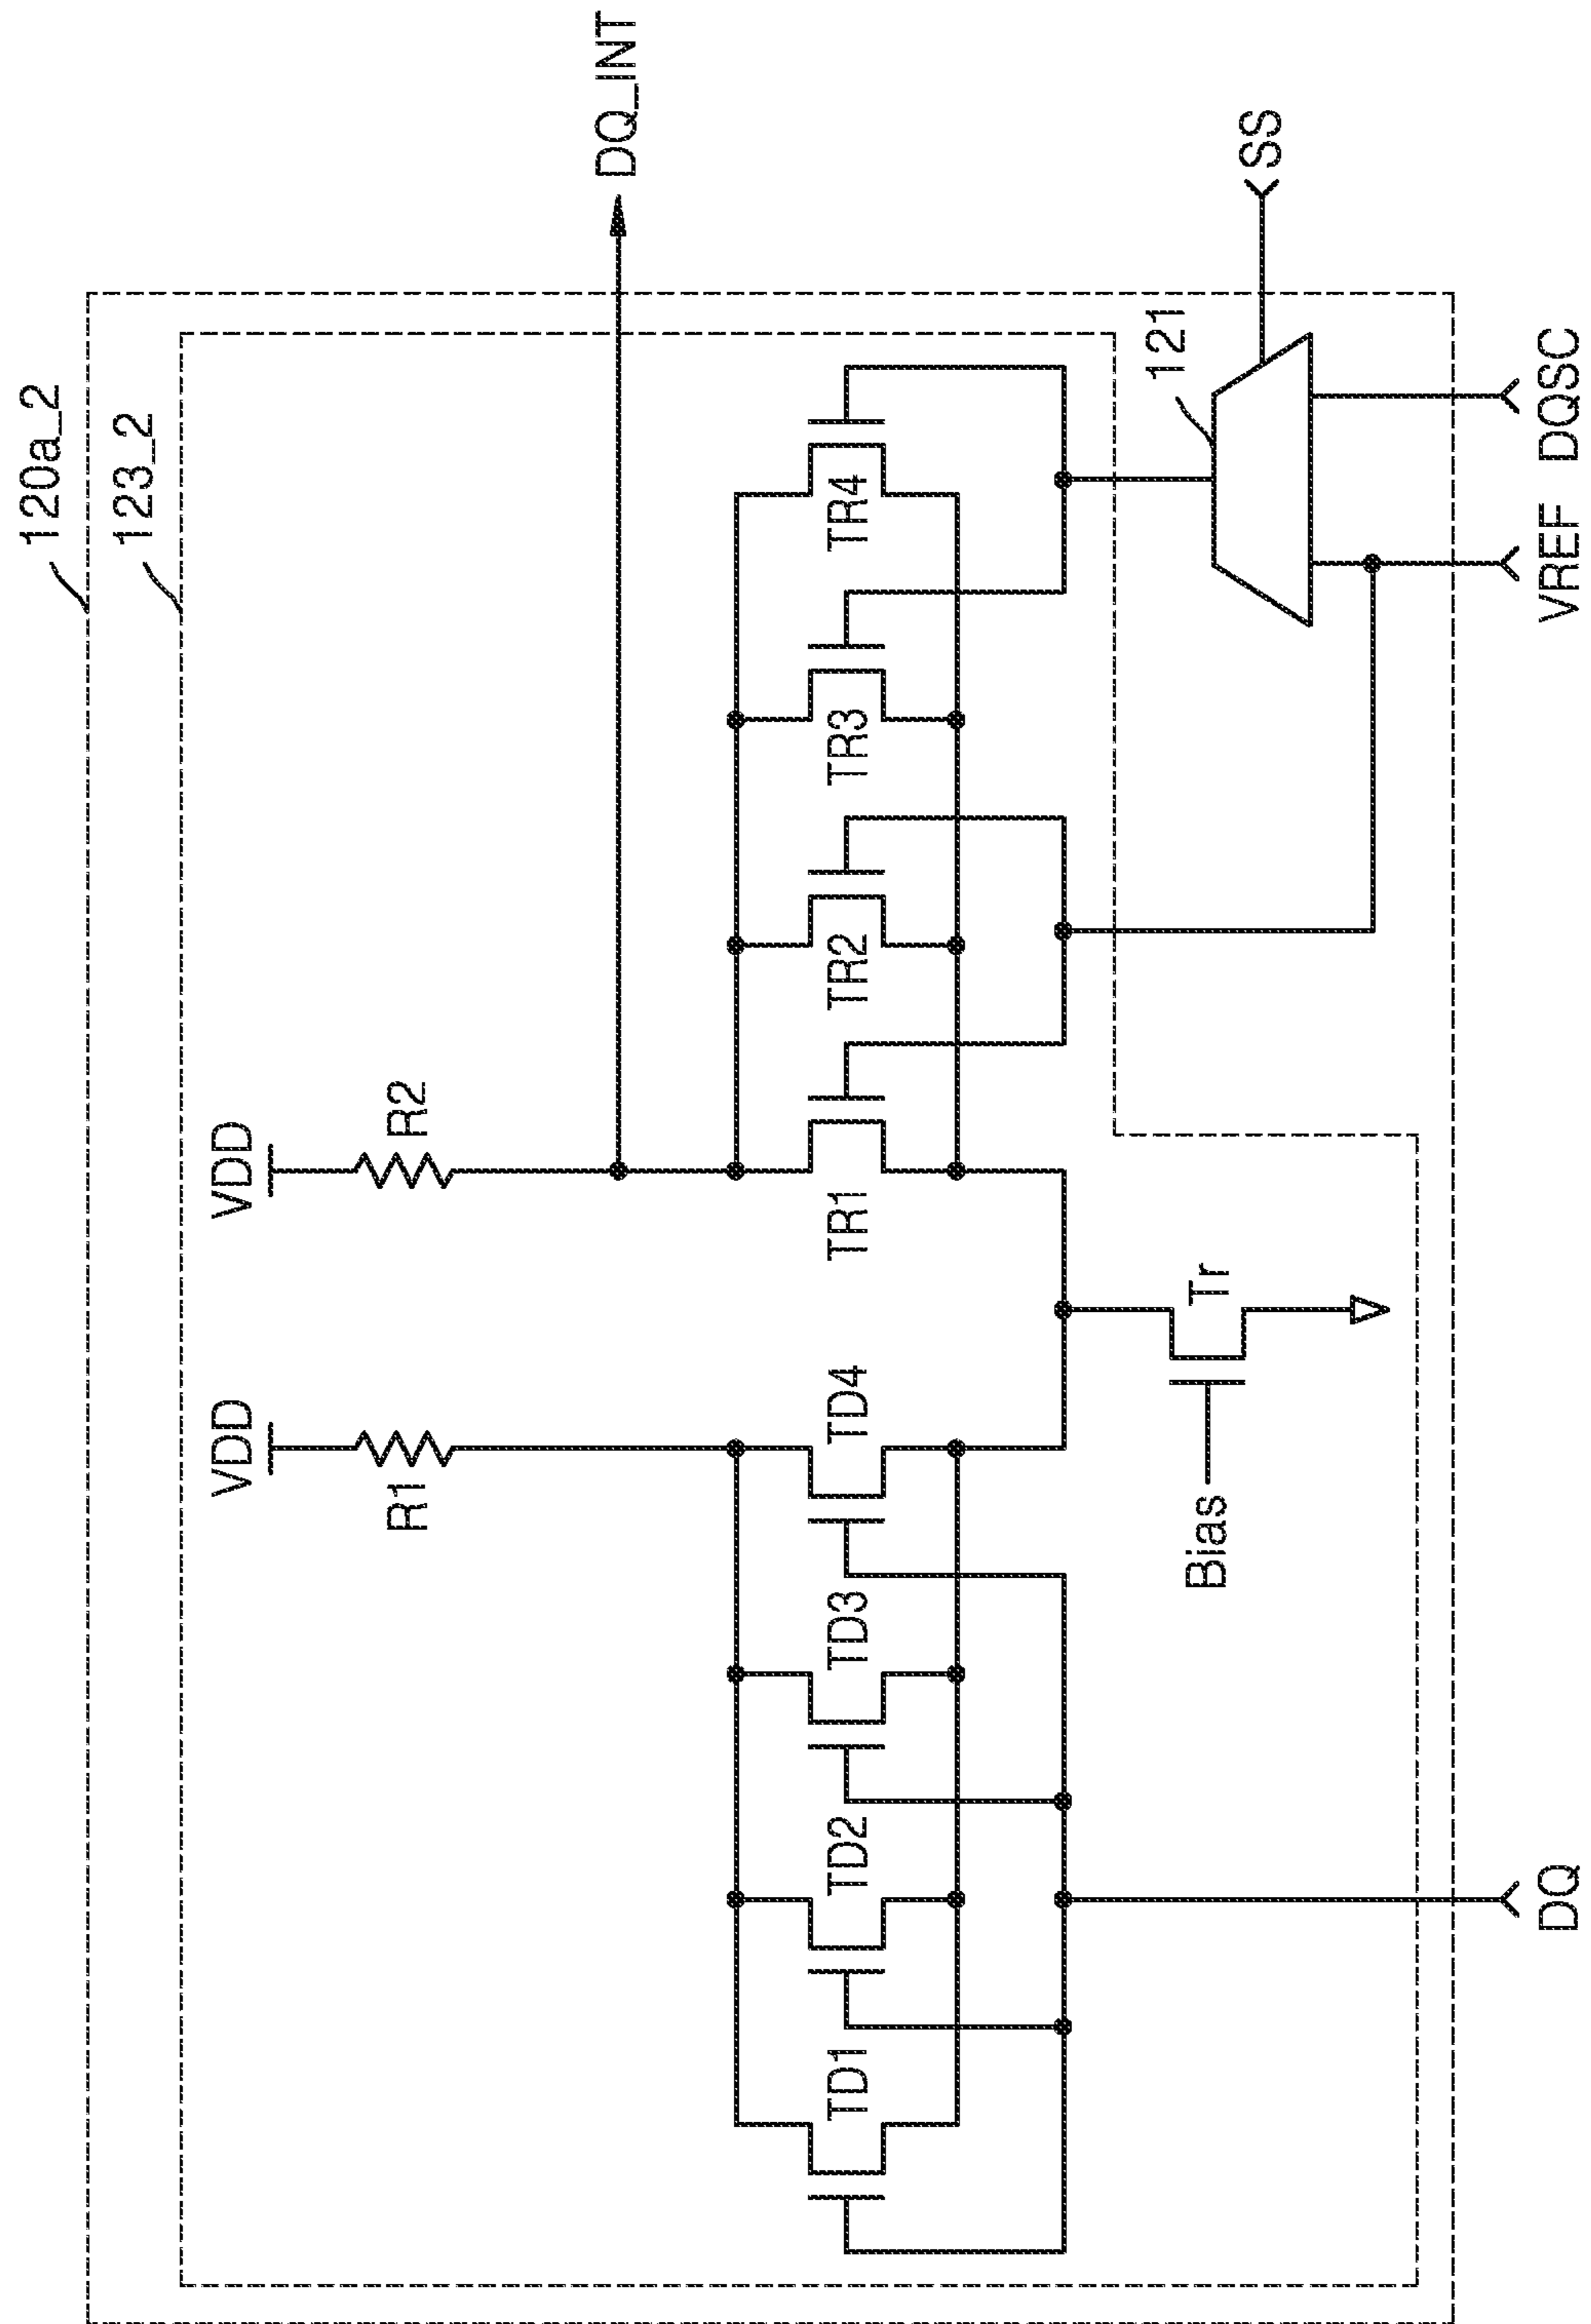 120a_2
123_2
VDD
VDD
R1
R2
DQ_INT
TD1
TD2
TD3
TD4
TR1
TR2
TR3
TR4
Bias
Tr
121
SS
DQ
VREF
DQSC